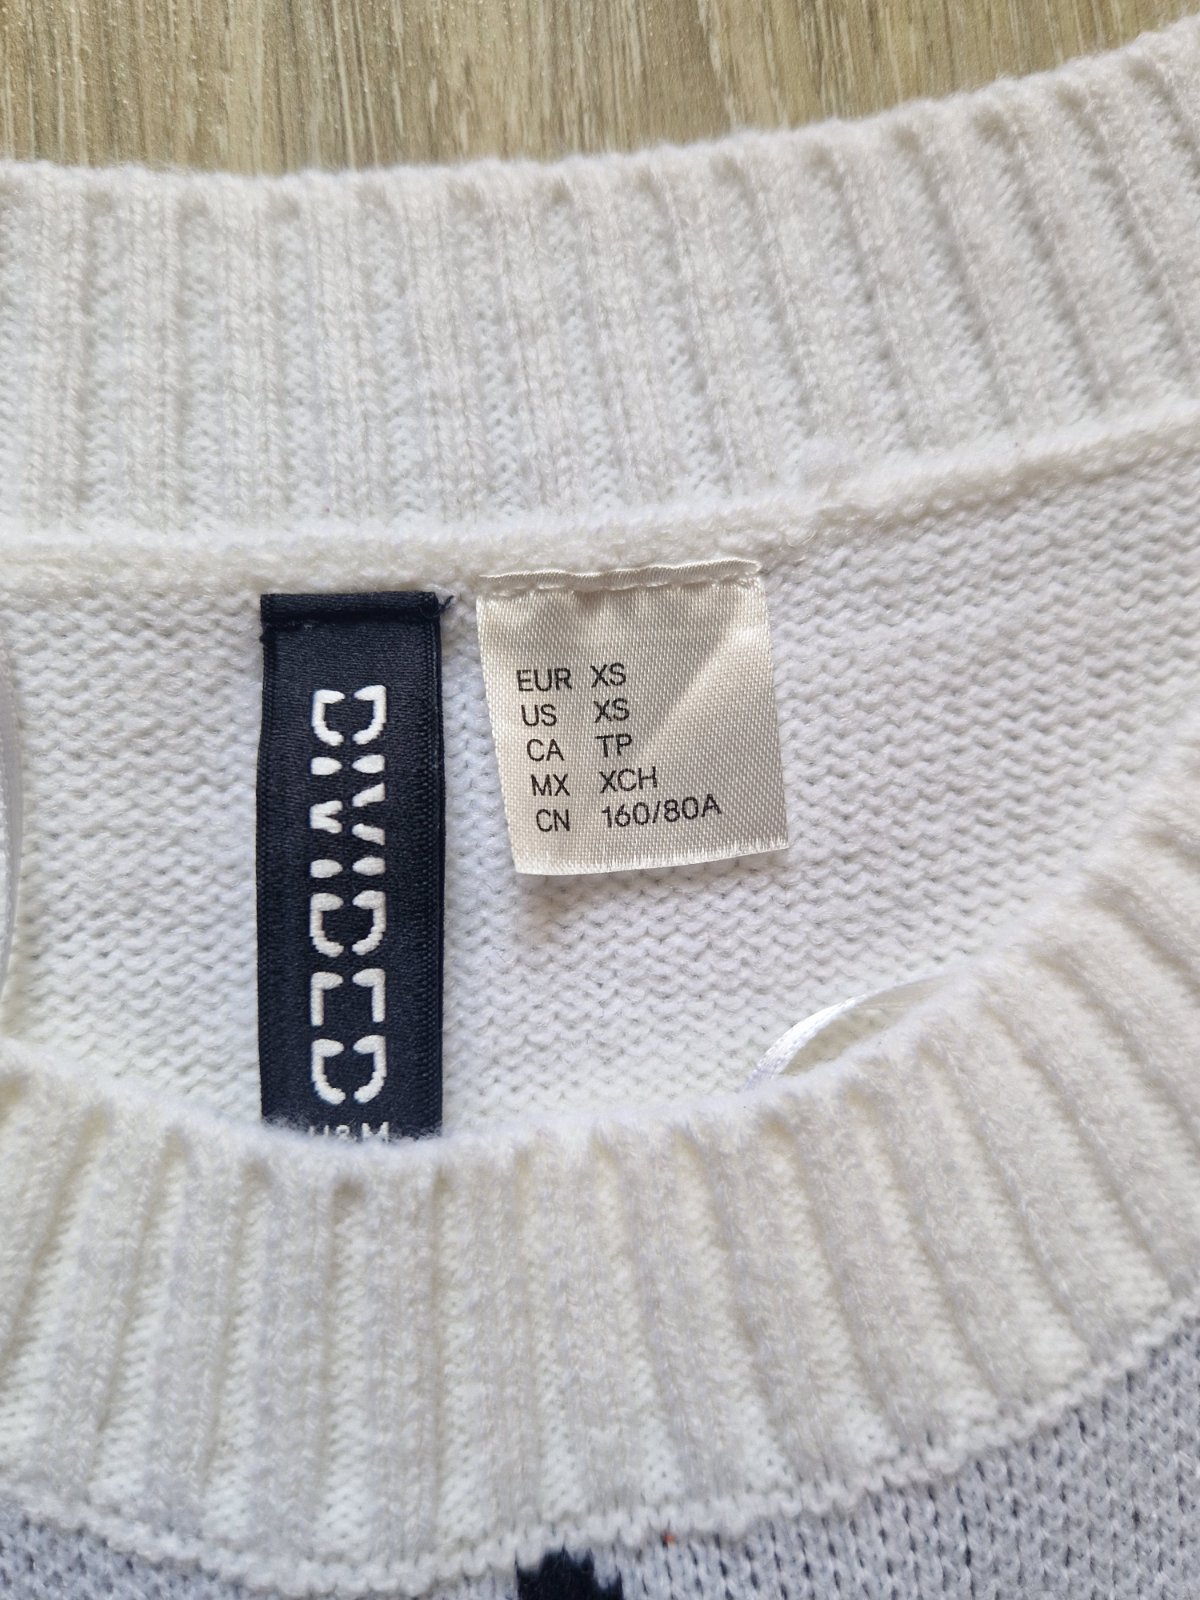 DIVIDED
H&M
EUR XS
US XS
CA TP
MX XCH
CN 160/80A